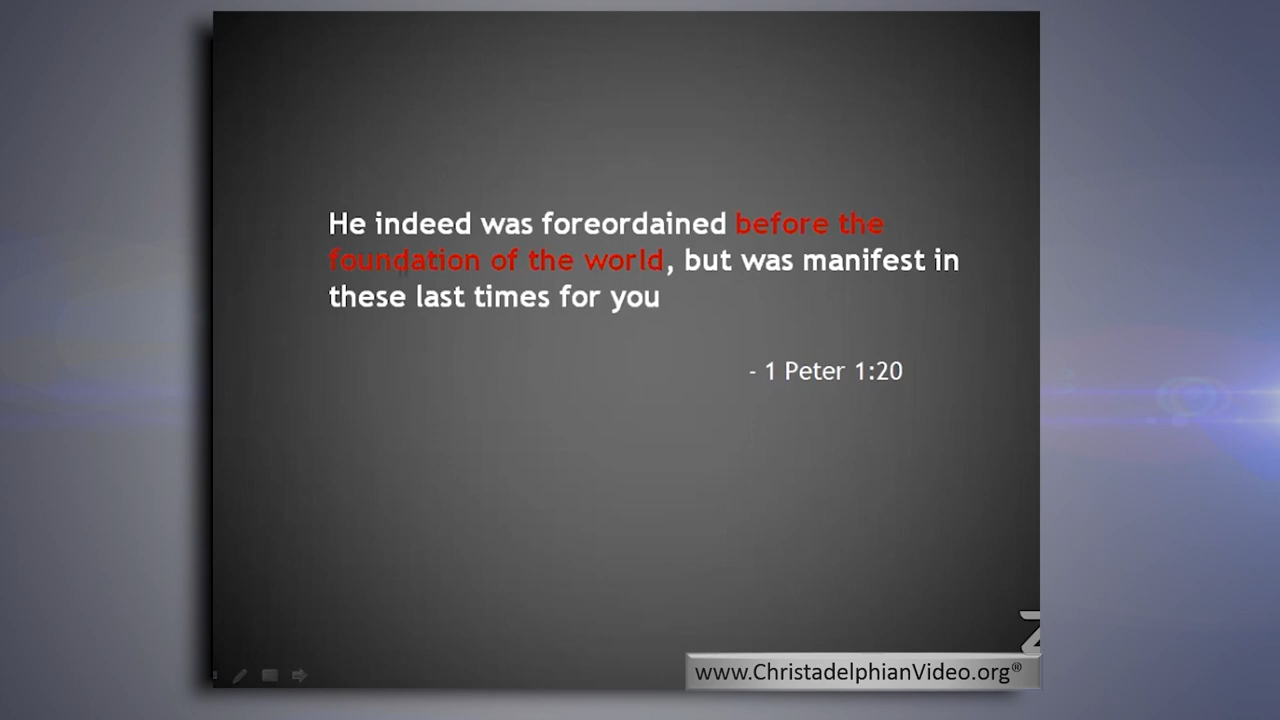 He indeed was foreordained before the
foundation of the world, but was manifest in
these last times for you
- 1 Peter 1:20
www.ChristadelphianVideo.org®